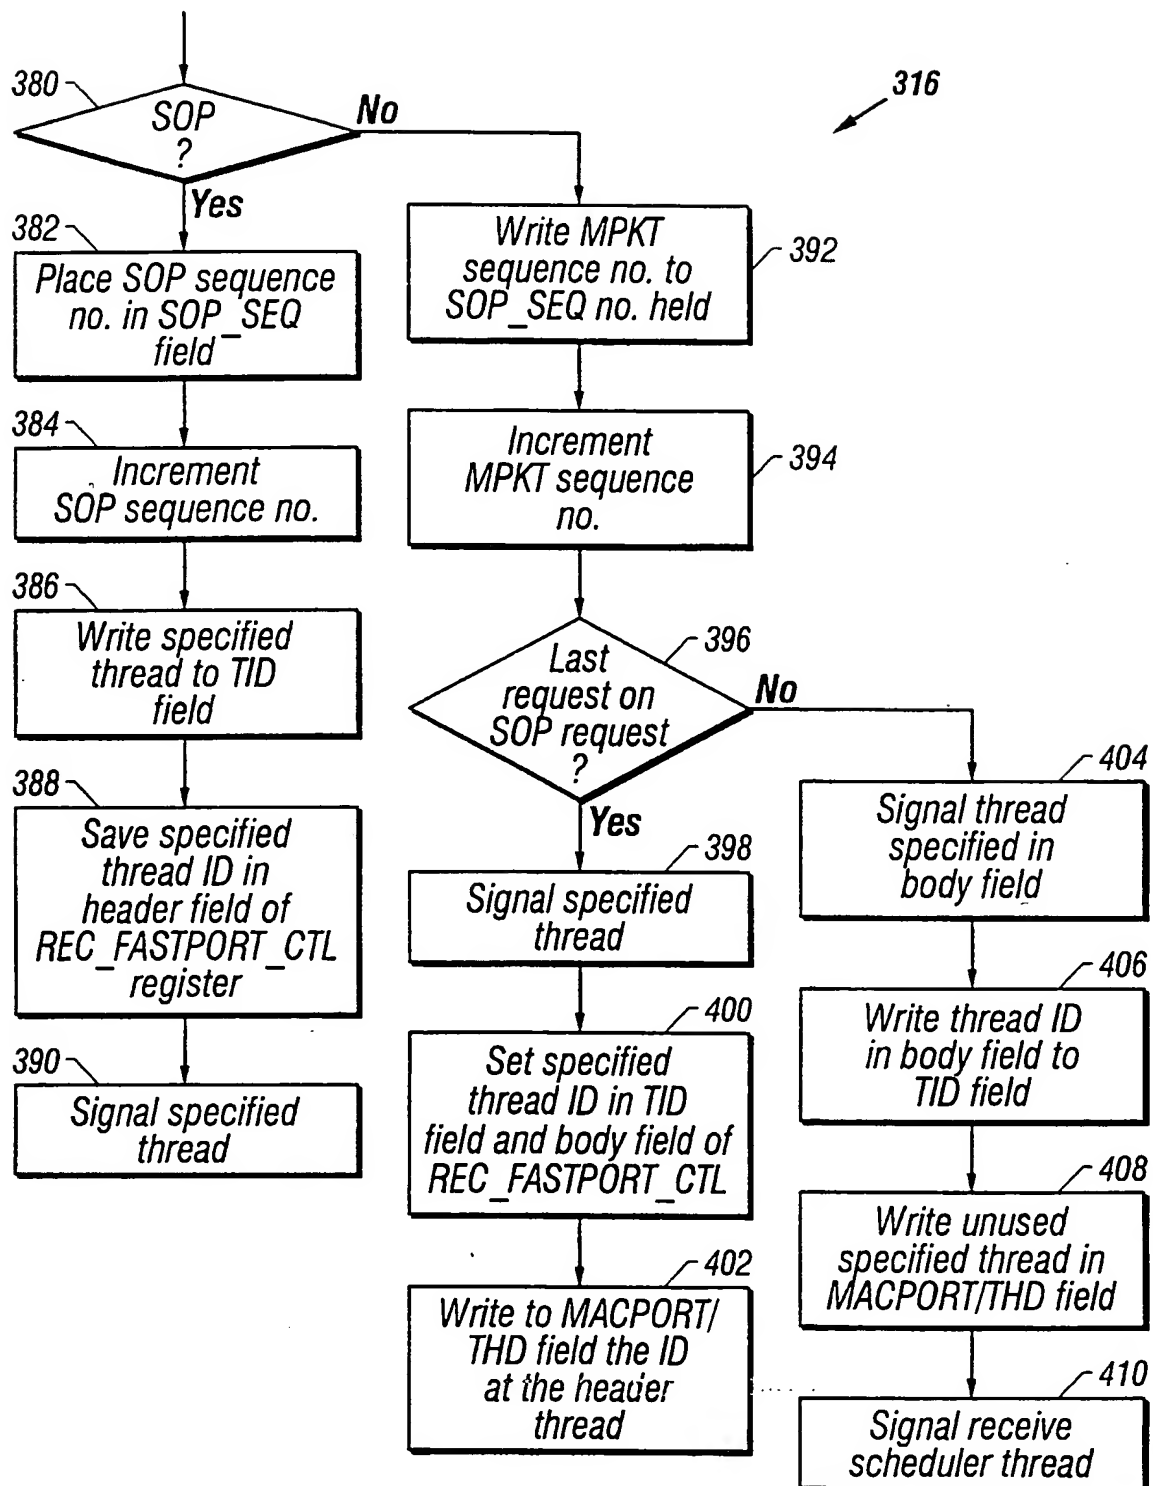 380
SOP
?
No
Yes
316
382
Place SOP sequence
no. in SOP_SEQ
field
384
Increment
SOP sequence no.
386
Write specified
thread to TID
field
388
Save specified
thread ID in
header field of
REC_FASTPORT_CTL
register
390
Signal specified
thread
Write MPKT
sequence no. to
SOP_SEQ no. held
392
Increment
MPKT sequence
no.
394
Last
request on
SOP request
?
396
No
Yes
398
Signal specified
thread
400
Set specified
thread ID in TID
field and body field of
REC_FASTPORT_CTL
402
Write to MACPORT/
THD field the ID
at the header
thread
404
Signal thread
specified in
body field
406
Write thread ID
in body field to
TID field
408
Write unused
specified thread in
MACPORT/THD field
410
Signal receive
scheduler thread